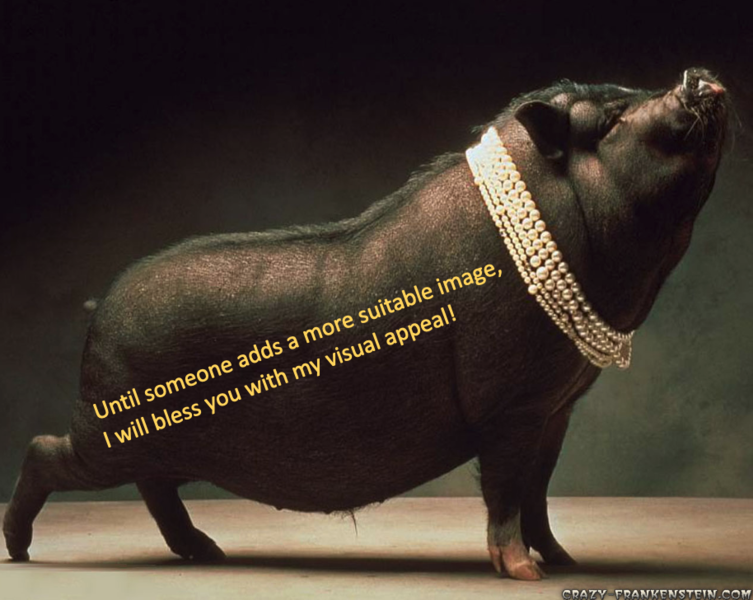 Until someone adds a more suitable image,
I will bless you with my visual appeal!
CRAZY-FRANKENSTEIN.COM